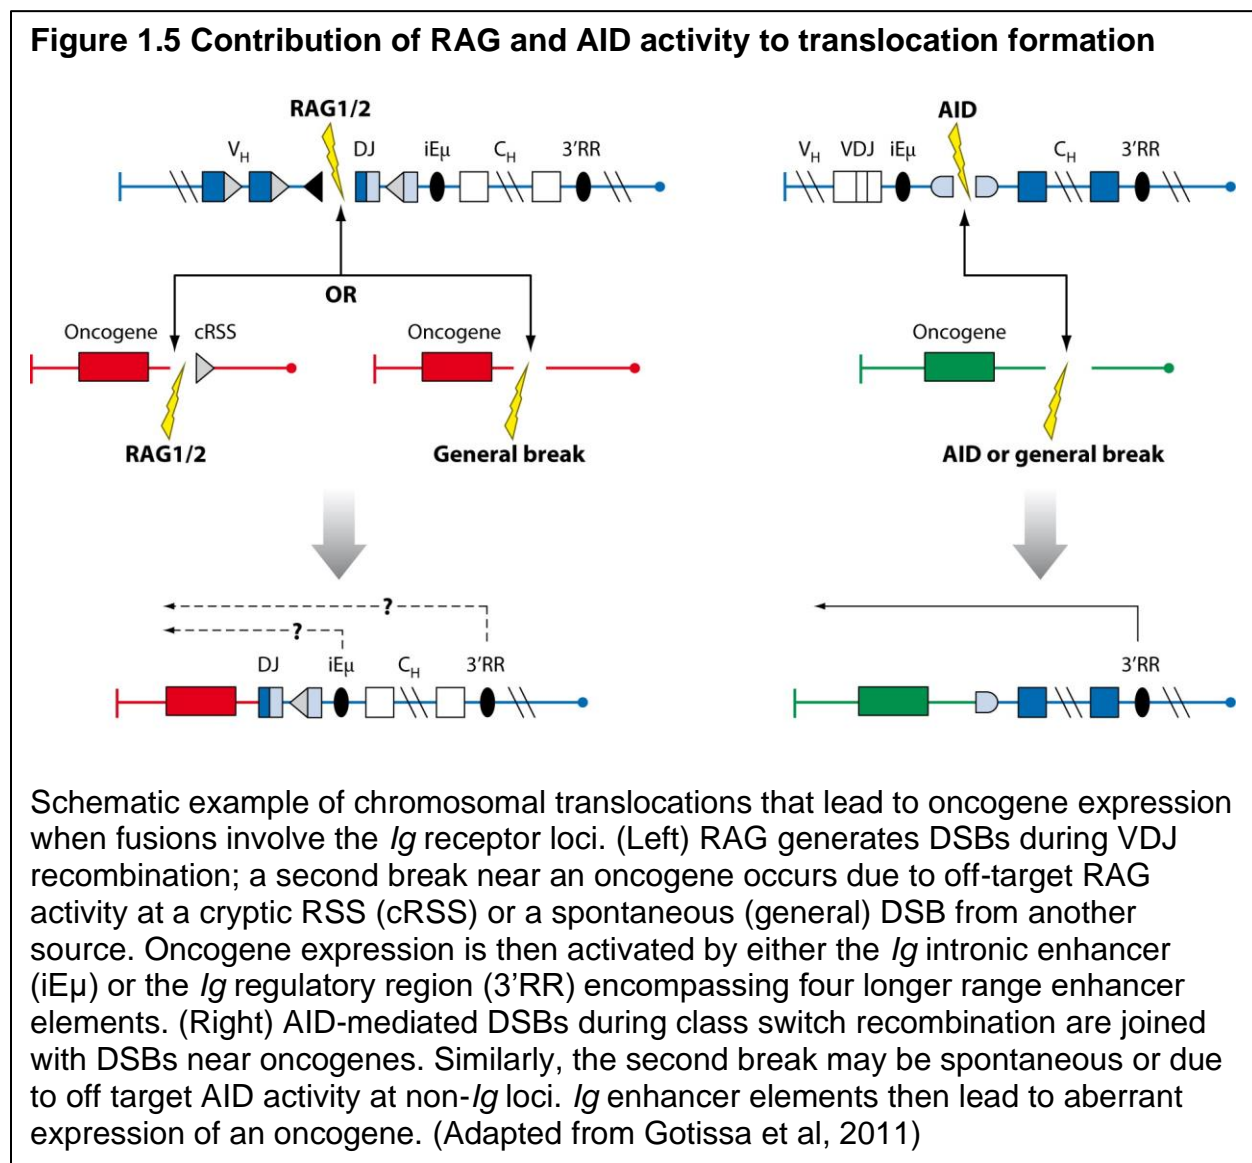 Figure 1.5 Contribution of RAG and AID activity to translocation formation
RAG1/2
VH DJ iEµ CH 3'RR
OR
Oncogene cRSS
Oncogene
RAG1/2
General break
? 
?
DJ iEµ CH 3'RR
AID
VH VDJ iEµ CH 3'RR
Oncogene
AID or general break
3'RR
Schematic example of chromosomal translocations that lead to oncogene expression
when fusions involve the Ig receptor loci. (Left) RAG generates DSBs during VDJ
recombination; a second break near an oncogene occurs due to off-target RAG
activity at a cryptic RSS (cRSS) or a spontaneous (general) DSB from another
source. Oncogene expression is then activated by either the Ig intronic enhancer
(iEµ) or the Ig regulatory region (3'RR) encompassing four longer range enhancer
elements. (Right) AID-mediated DSBs during class switch recombination are joined
with DSBs near oncogenes. Similarly, the second break may be spontaneous or due
to off target AID activity at non-Ig loci. Ig enhancer elements then lead to aberrant
expression of an oncogene. (Adapted from Gotissa et al, 2011)